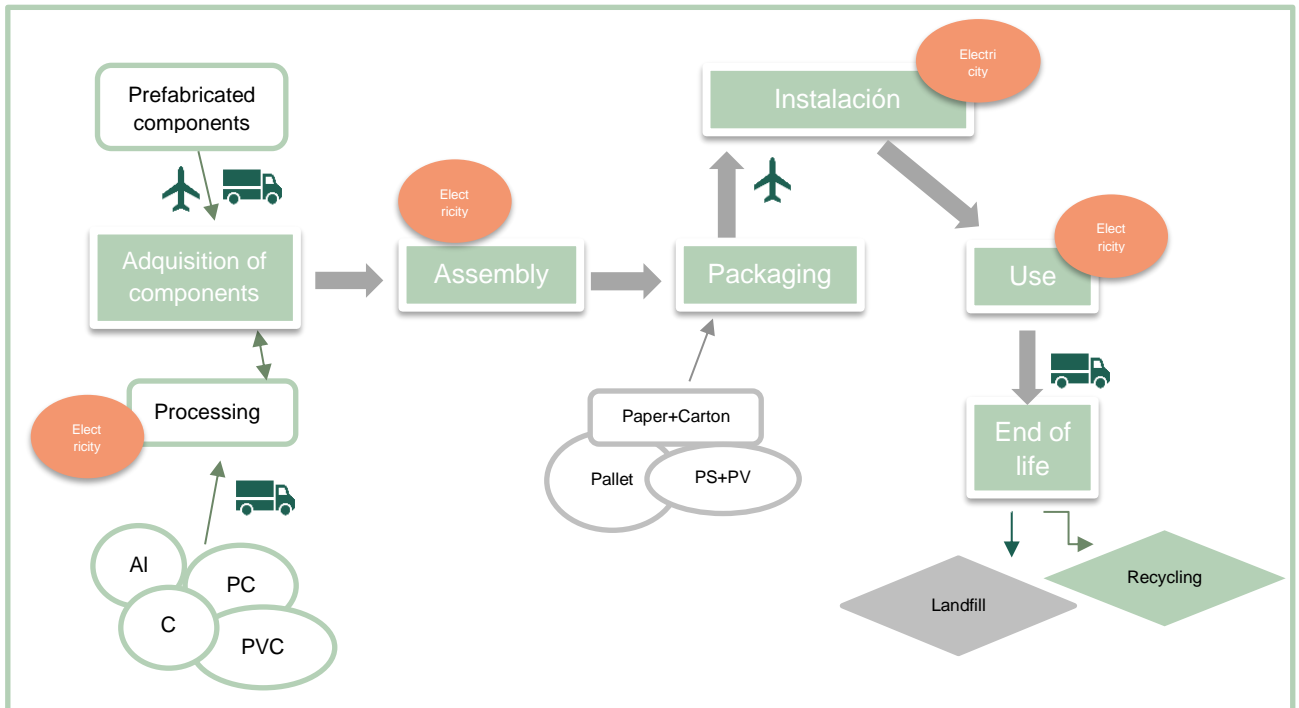 Prefabricated
components
Electri
city
Instalación
Elect
ricity
Elect
ricity
Adquisition of
components
Assembly
Packaging
Use
Elect
ricity
Processing
Paper+Carton
Pallet
PS+PV
End of
life
Al
PC
C
PVC
Landfill
Recycling